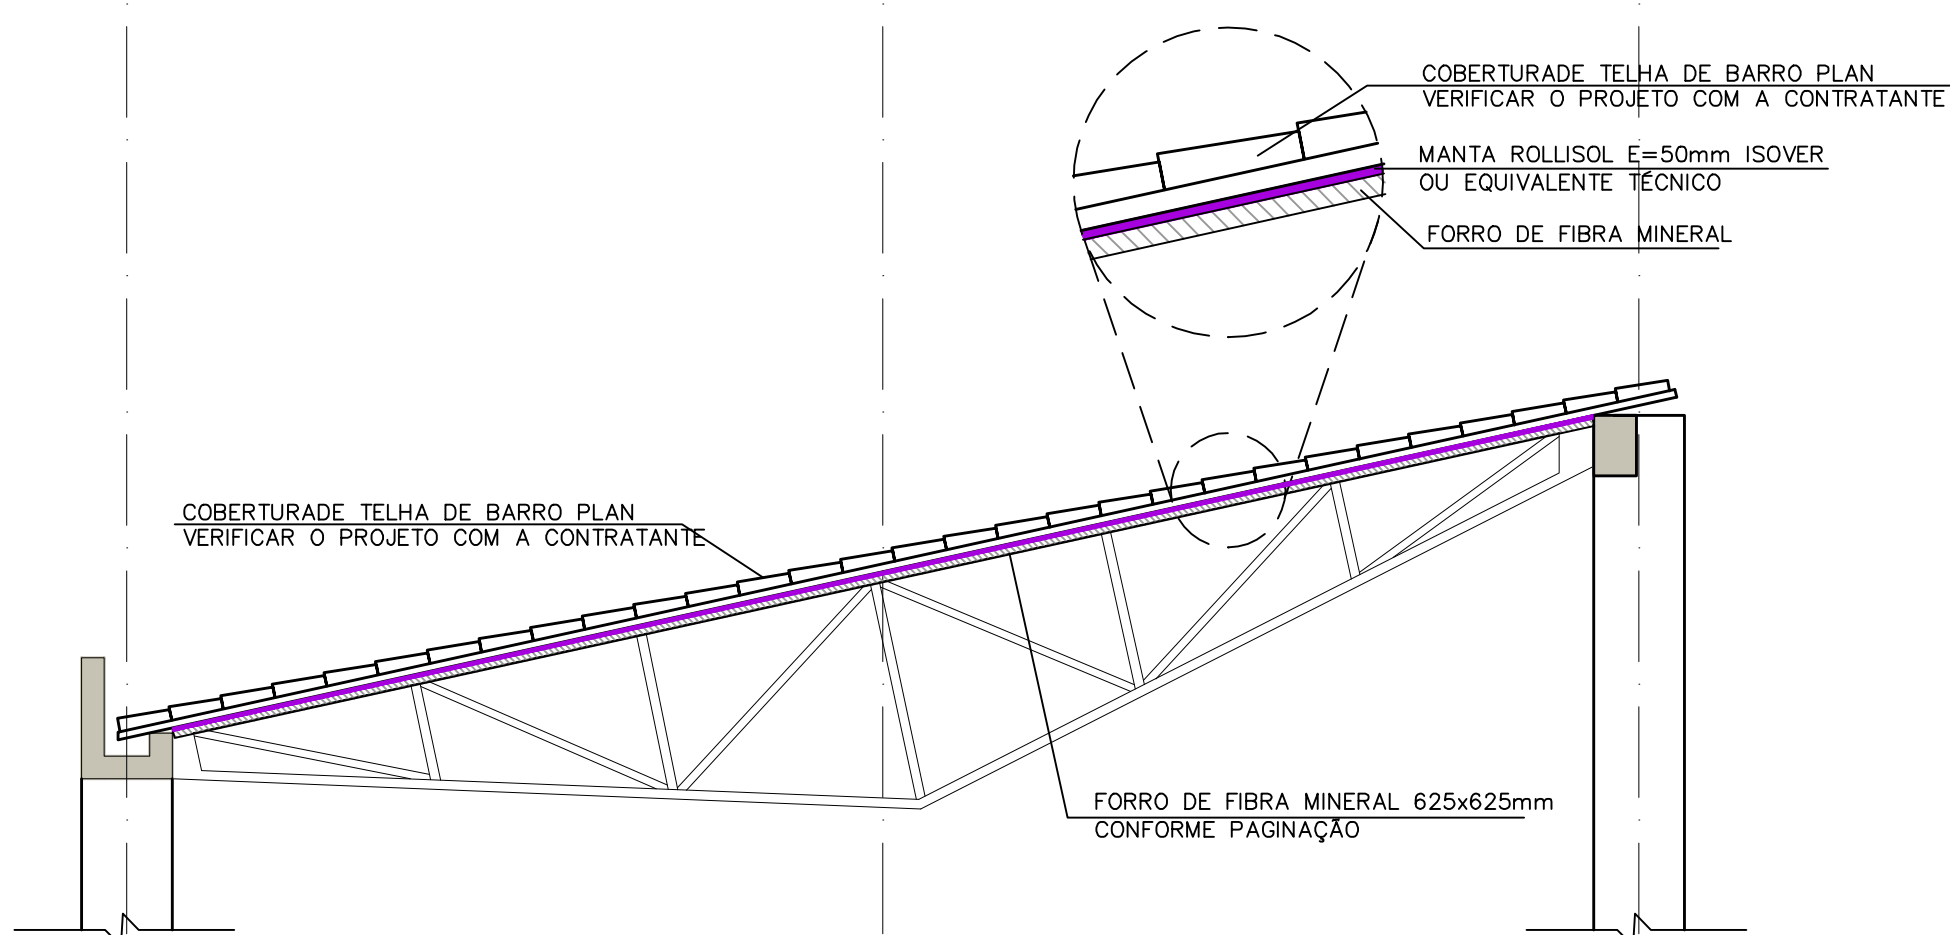 COBERTURADE TELHA DE BARRO PLAN
VERIFICAR O PROJETO COM A CONTRATANTE
MANTA ROLLISOL E=50mm ISOVER
OU EQUIVALENTE TÉCNICO
FORRO DE FIBRA MINERAL
COBERTURADE TELHA DE BARRO PLAN
VERIFICAR O PROJETO COM A CONTRATANTE
FORRO DE FIBRA MINERAL 625x625mm
CONFORME PAGINAÇÃO